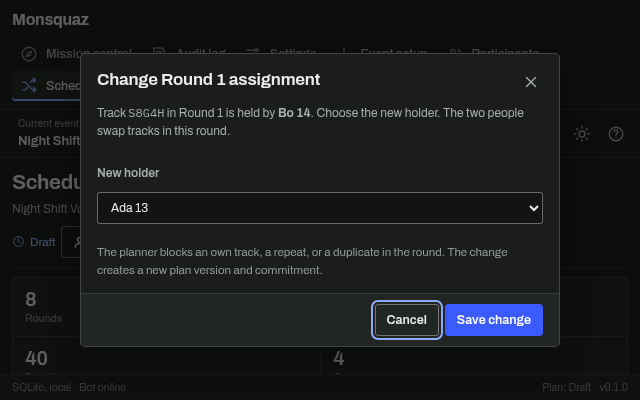 Monsquaz
Mission control Audit log Settings Event setup Participants
Sched
Current event
Night Shift
Schedu
Night Shift Vo
Draft
8
Rounds
40
4
SQLite, local Bot online
Plan: Draft v0.1.0
Change Round 1 assignment
Track S8G4H in Round 1 is held by Bo 14. Choose the new holder. The two people
swap tracks in this round.
New holder
Ada 13
The planner blocks an own track, a repeat, or a duplicate in the round. The change
creates a new plan version and commitment.
Cancel Save change